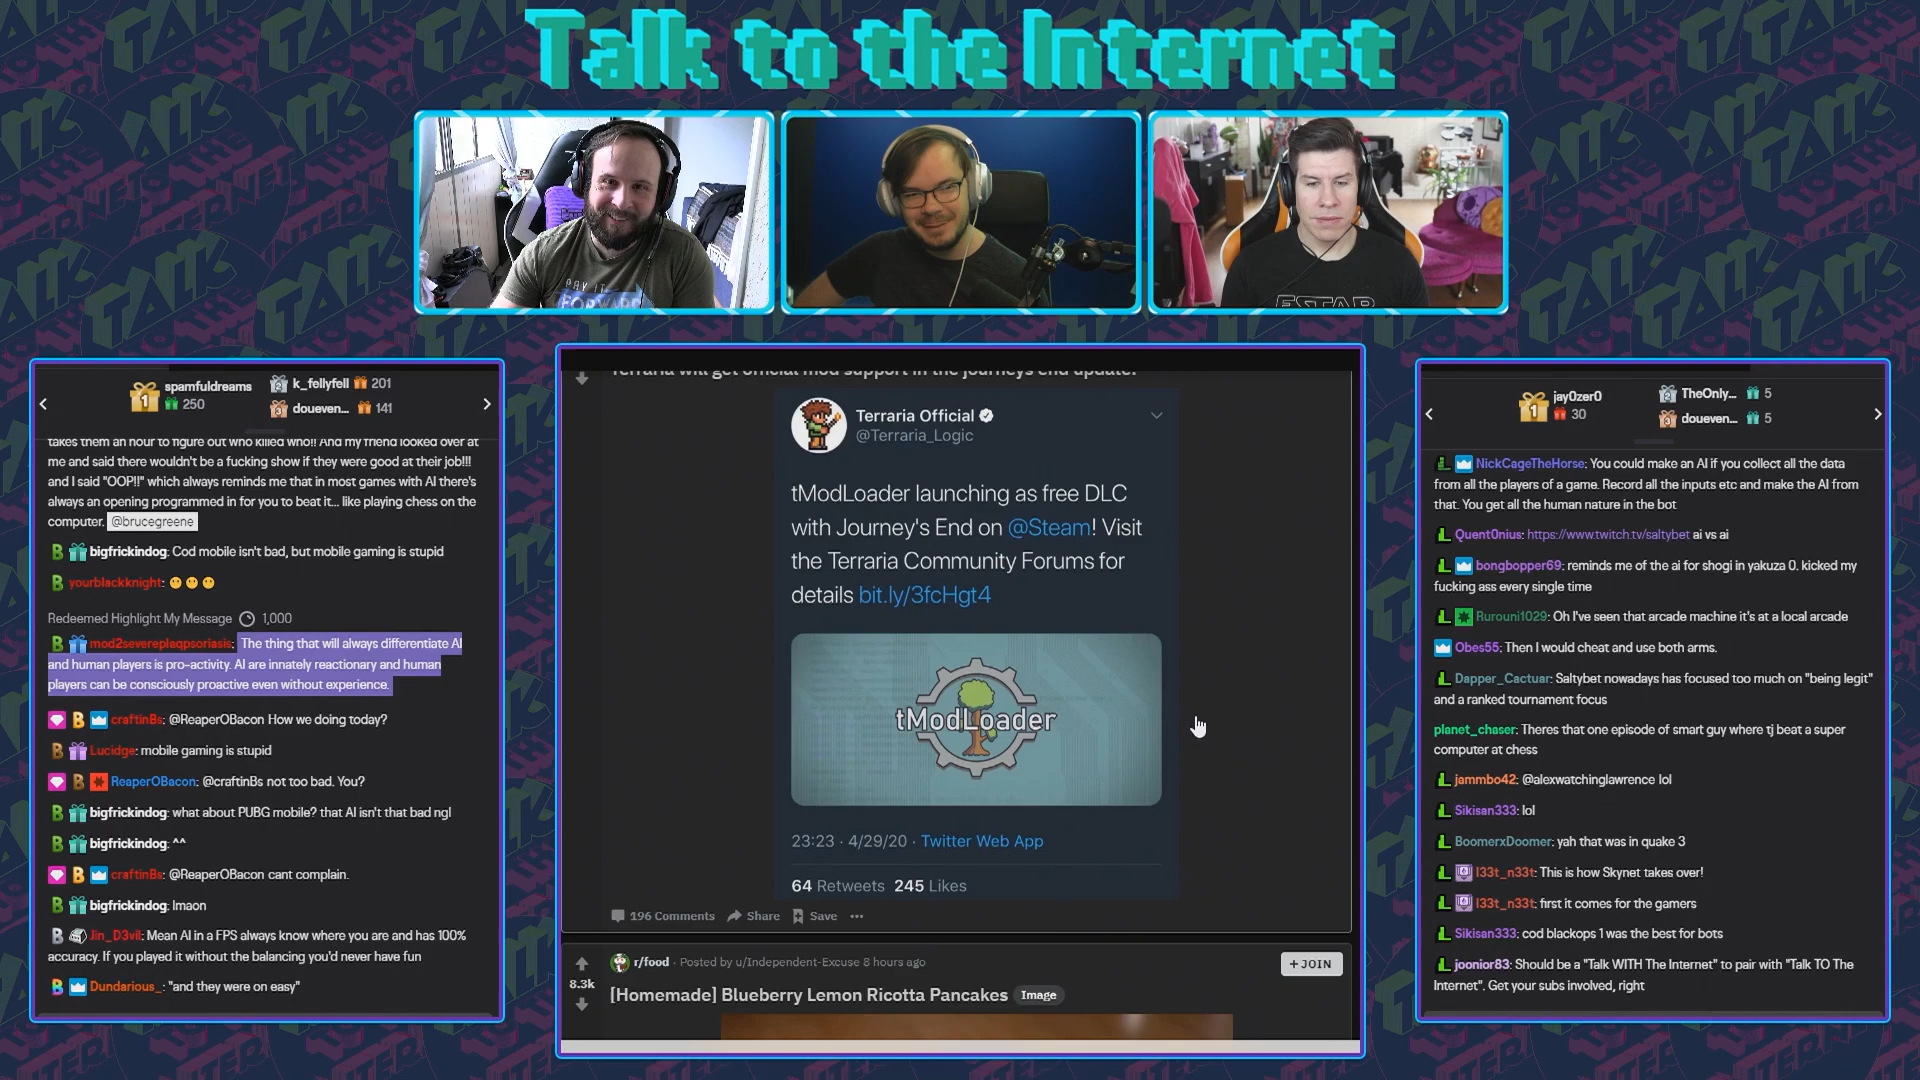 Talk to the Internet
PAY IT
FORWARD
spamfuldreams
250
k_fellyfell 201
doueven... 141
takes them an hour to figure out who killed who!! And my friend looked over at
me and said there wouldn't be a fucking show if they were good at their job!!!
and I said "OOP!!" which always reminds me that in most games with AI there's
always an opening programmed in for you to beat it... like playing chess on the
computer. @brucegreene
bigfrickindog: Cod mobile isn't bad, but mobile gaming is stupid
yourblackknight:
Redeemed Highlight My Message 1,000
mod2severeplaqpsoriasis: The thing that will always differentiate AI
and human players is pro-activity. AI are innately reactionary and human
players can be consciously proactive even without experience.
craftinBs: @ReaperOBacon How we doing today?
Lucidge: mobile gaming is stupid
ReaperOBacon: @craftinBs not too bad. You?
bigfrickindog: what about PUBG mobile? that AI isn't that bad ngl
bigfrickindog: ^^
craftinBs: @ReaperOBacon cant complain.
bigfrickindog: lmaon
Jin_D3vil: Mean AI in a FPS always know where you are and has 100%
accuracy. If you played it without the balancing you'd never have fun
Dundarious_: "and they were on easy"
Terraria will get official mod support in the journeys end update.
Terraria Official
@Terraria_Logic
tModLoader launching as free DLC
with Journey's End on @Steam! Visit
the Terraria Community Forums for
details bit.ly/3fcHgt4
tModLoader
23:23 · 4/29/20 · Twitter Web App
64 Retweets 245 Likes
196 Comments Share Save ...
r/food · Posted by u/Independent-Excuse 8 hours ago
+ JOIN
8.3k
[Homemade] Blueberry Lemon Ricotta Pancakes Image
jay0zer0
30
TheOnly... 5
doueven... 5
NickCageTheHorse: You could make an AI if you collect all the data
from all the players of a game. Record all the inputs etc and make the AI from
that. You get all the human nature in the bot
Quent0nius: https://www.twitch.tv/saltybet ai vs ai
bongbopper69: reminds me of the ai for shogi in yakuza 0. kicked my
fucking ass every single time
Rurouni1029: Oh I've seen that arcade machine it's at a local arcade
Obes55: Then I would cheat and use both arms.
Dapper_Cactuar: Saltybet nowadays has focused too much on "being legit"
and a ranked tournament focus
planet_chaser: Theres that one episode of smart guy where tj beat a super
computer at chess
jammbo42: @alexwatchinglawrence lol
Sikisan333: lol
BoomerxDoomer: yah that was in quake 3
l33t_n33t: This is how Skynet takes over!
l33t_n33t: first it comes for the gamers
Sikisan333: cod blackops 1 was the best for bots
joonior83: Should be a "Talk WITH The Internet" to pair with "Talk TO The
Internet". Get your subs involved, right